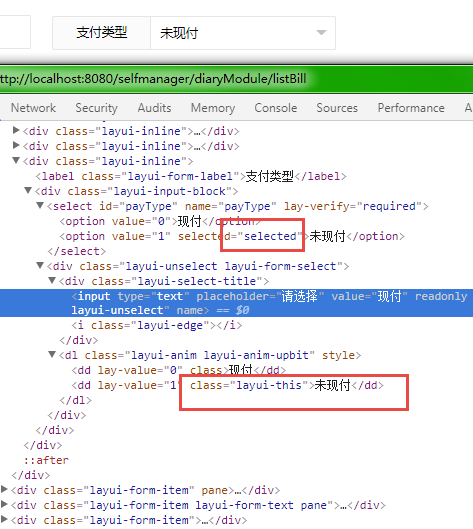 支付类型 未现付
ttp://localhost:8080/selfmanager/diaryModule/listBill
Network Security Audits Memory Console Sources Performance A
<div class="layui-inline">…</div>
<div class="layui-inline">…</div>
<div class="layui-inline">
<label class="layui-form-label">支付类型</label>
<div class="layui-input-block">
<select id="payType" name="payType" lay-verify="required">
<option value="0">现付</option>
<option value="1" selected="selected">未现付</option>
</select>
<div class="layui-unselect layui-form-select">
<div class="layui-select-title">
<input type="text" placeholder="请选择" value="现付" readonly
layui-unselect" name> == $0
<i class="layui-edge"></i>
</div>
<dl class="layui-anim layui-anim-upbit" style>
<dd lay-value="0" class>现付</dd>
<dd lay-value="1" class="layui-this">未现付</dd>
</dl>
</div>
</div>
</div>
::after
</div>
<div class="layui-form-item" pane>…</div>
<div class="layui-form-item layui-form-text pane">…</div>
<div class="layui-form-item">…</div>